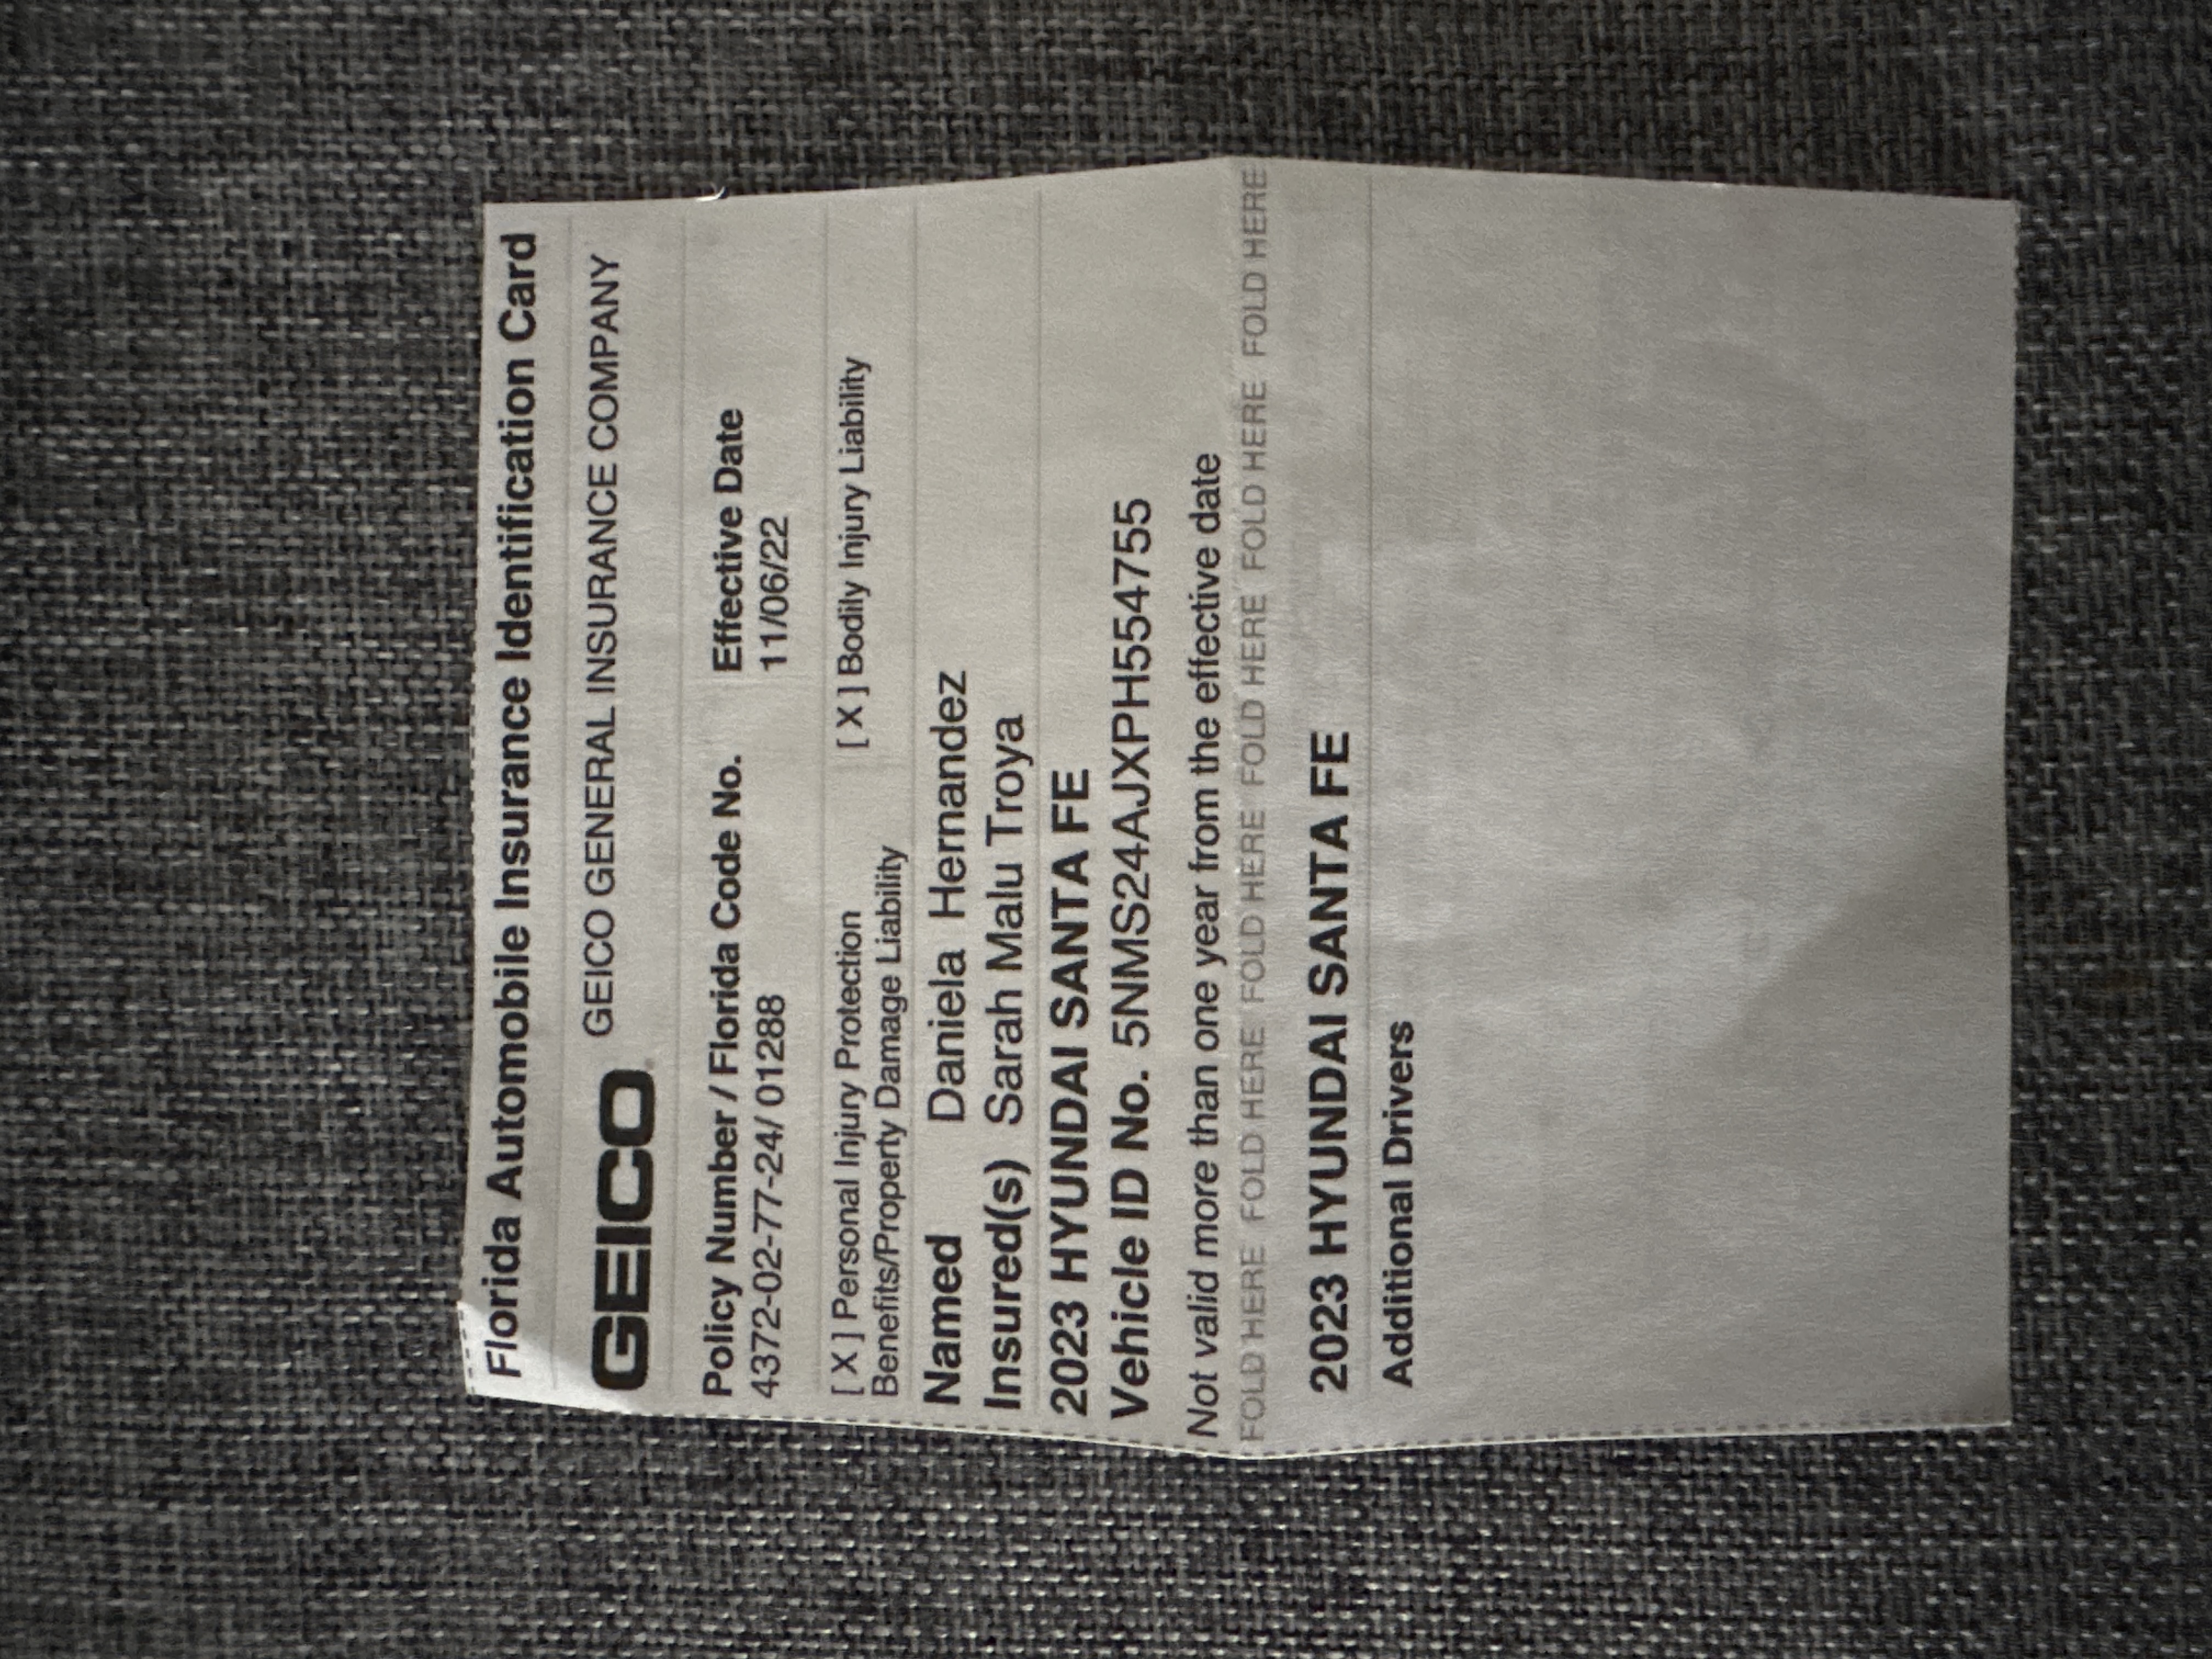 Florida Automobile Insurance Identification Card
GEICO GENERAL INSURANCE COMPANY
GEICO
Policy Number / Florida Code No. Effective Date
4372-02-77-24/ 01288 11/06/22
[ X ] Personal Injury Protection [ X ] Bodily Injury Liability
Benefits/Property Damage Liability
Named Daniela Hernandez
Insured(s) Sarah Malu Troya
2023 HYUNDAI SANTA FE
Vehicle ID No. 5NMS24AJXPH554755
Not valid more than one year from the effective date
FOLD HERE FOLD HERE FOLD HERE FOLD HERE FOLD HERE FOLD HERE
2023 HYUNDAI SANTA FE
Additional Drivers